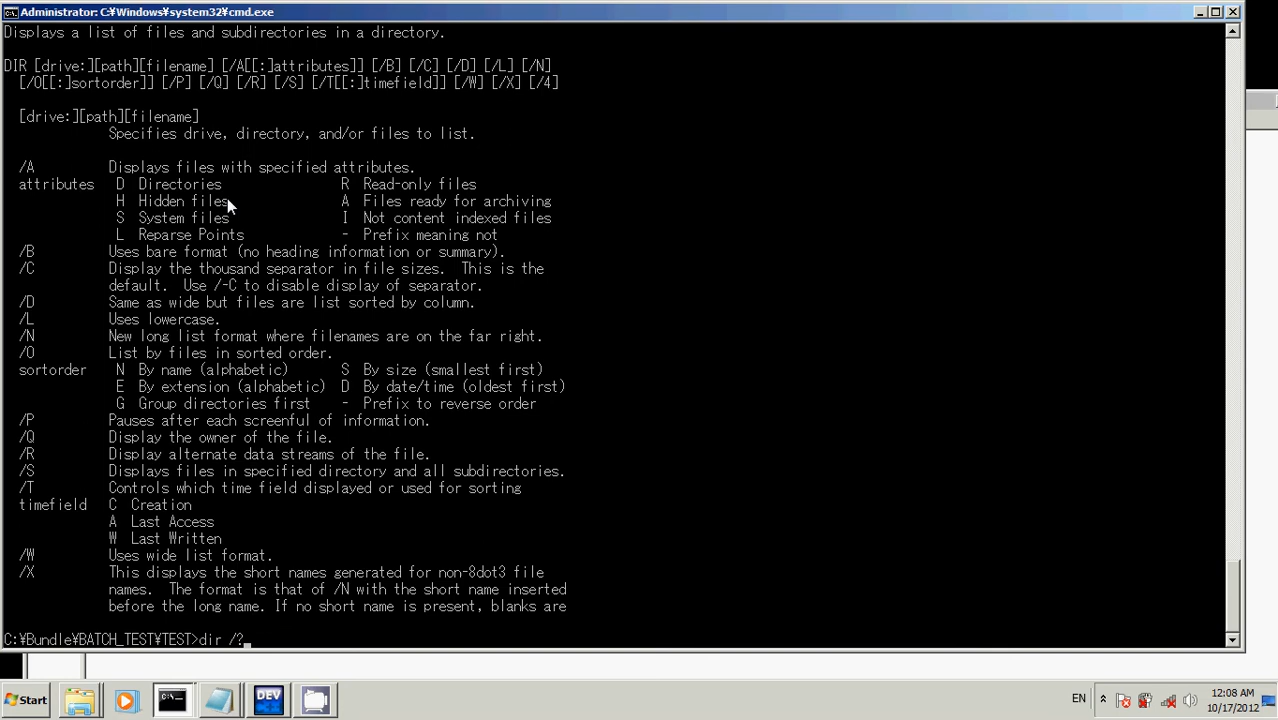 Administrator: C:¥Windows¥system32¥cmd.exe
Displays a list of files and subdirectories in a directory.
DIR [drive:][path][filename] [/A[[:]attributes]] [/B] [/C] [/D] [/L] [/N]
[/O[[:]sortorder]] [/P] [/Q] [/R] [/S] [/T[[:]timefield]] [/W] [/X] [/4]
[drive:][path][filename]
Specifies drive, directory, and/or files to list.
/A Displays files with specified attributes.
attributes D Directories R Read-only files
H Hidden files A Files ready for archiving
S System files I Not content indexed files
L Reparse Points - Prefix meaning not
/B Uses bare format (no heading information or summary).
/C Display the thousand separator in file sizes. This is the
default. Use /-C to disable display of separator.
/D Same as wide but files are list sorted by column.
/L Uses lowercase.
/N New long list format where filenames are on the far right.
/O List by files in sorted order.
sortorder N By name (alphabetic) S By size (smallest first)
E By extension (alphabetic) D By date/time (oldest first)
G Group directories first - Prefix to reverse order
/P Pauses after each screenful of information.
/Q Display the owner of the file.
/R Display alternate data streams of the file.
/S Displays files in specified directory and all subdirectories.
/T Controls which time field displayed or used for sorting
timefield C Creation
A Last Access
W Last Written
/W Uses wide list format.
/X This displays the short names generated for non-8dot3 file
names. The format is that of /N with the short name inserted
before the long name. If no short name is present, blanks are
C:¥Bundle¥BATCH_TEST¥TEST>dir /?
Start
DEV
EN
12:08 AM
10/17/2012